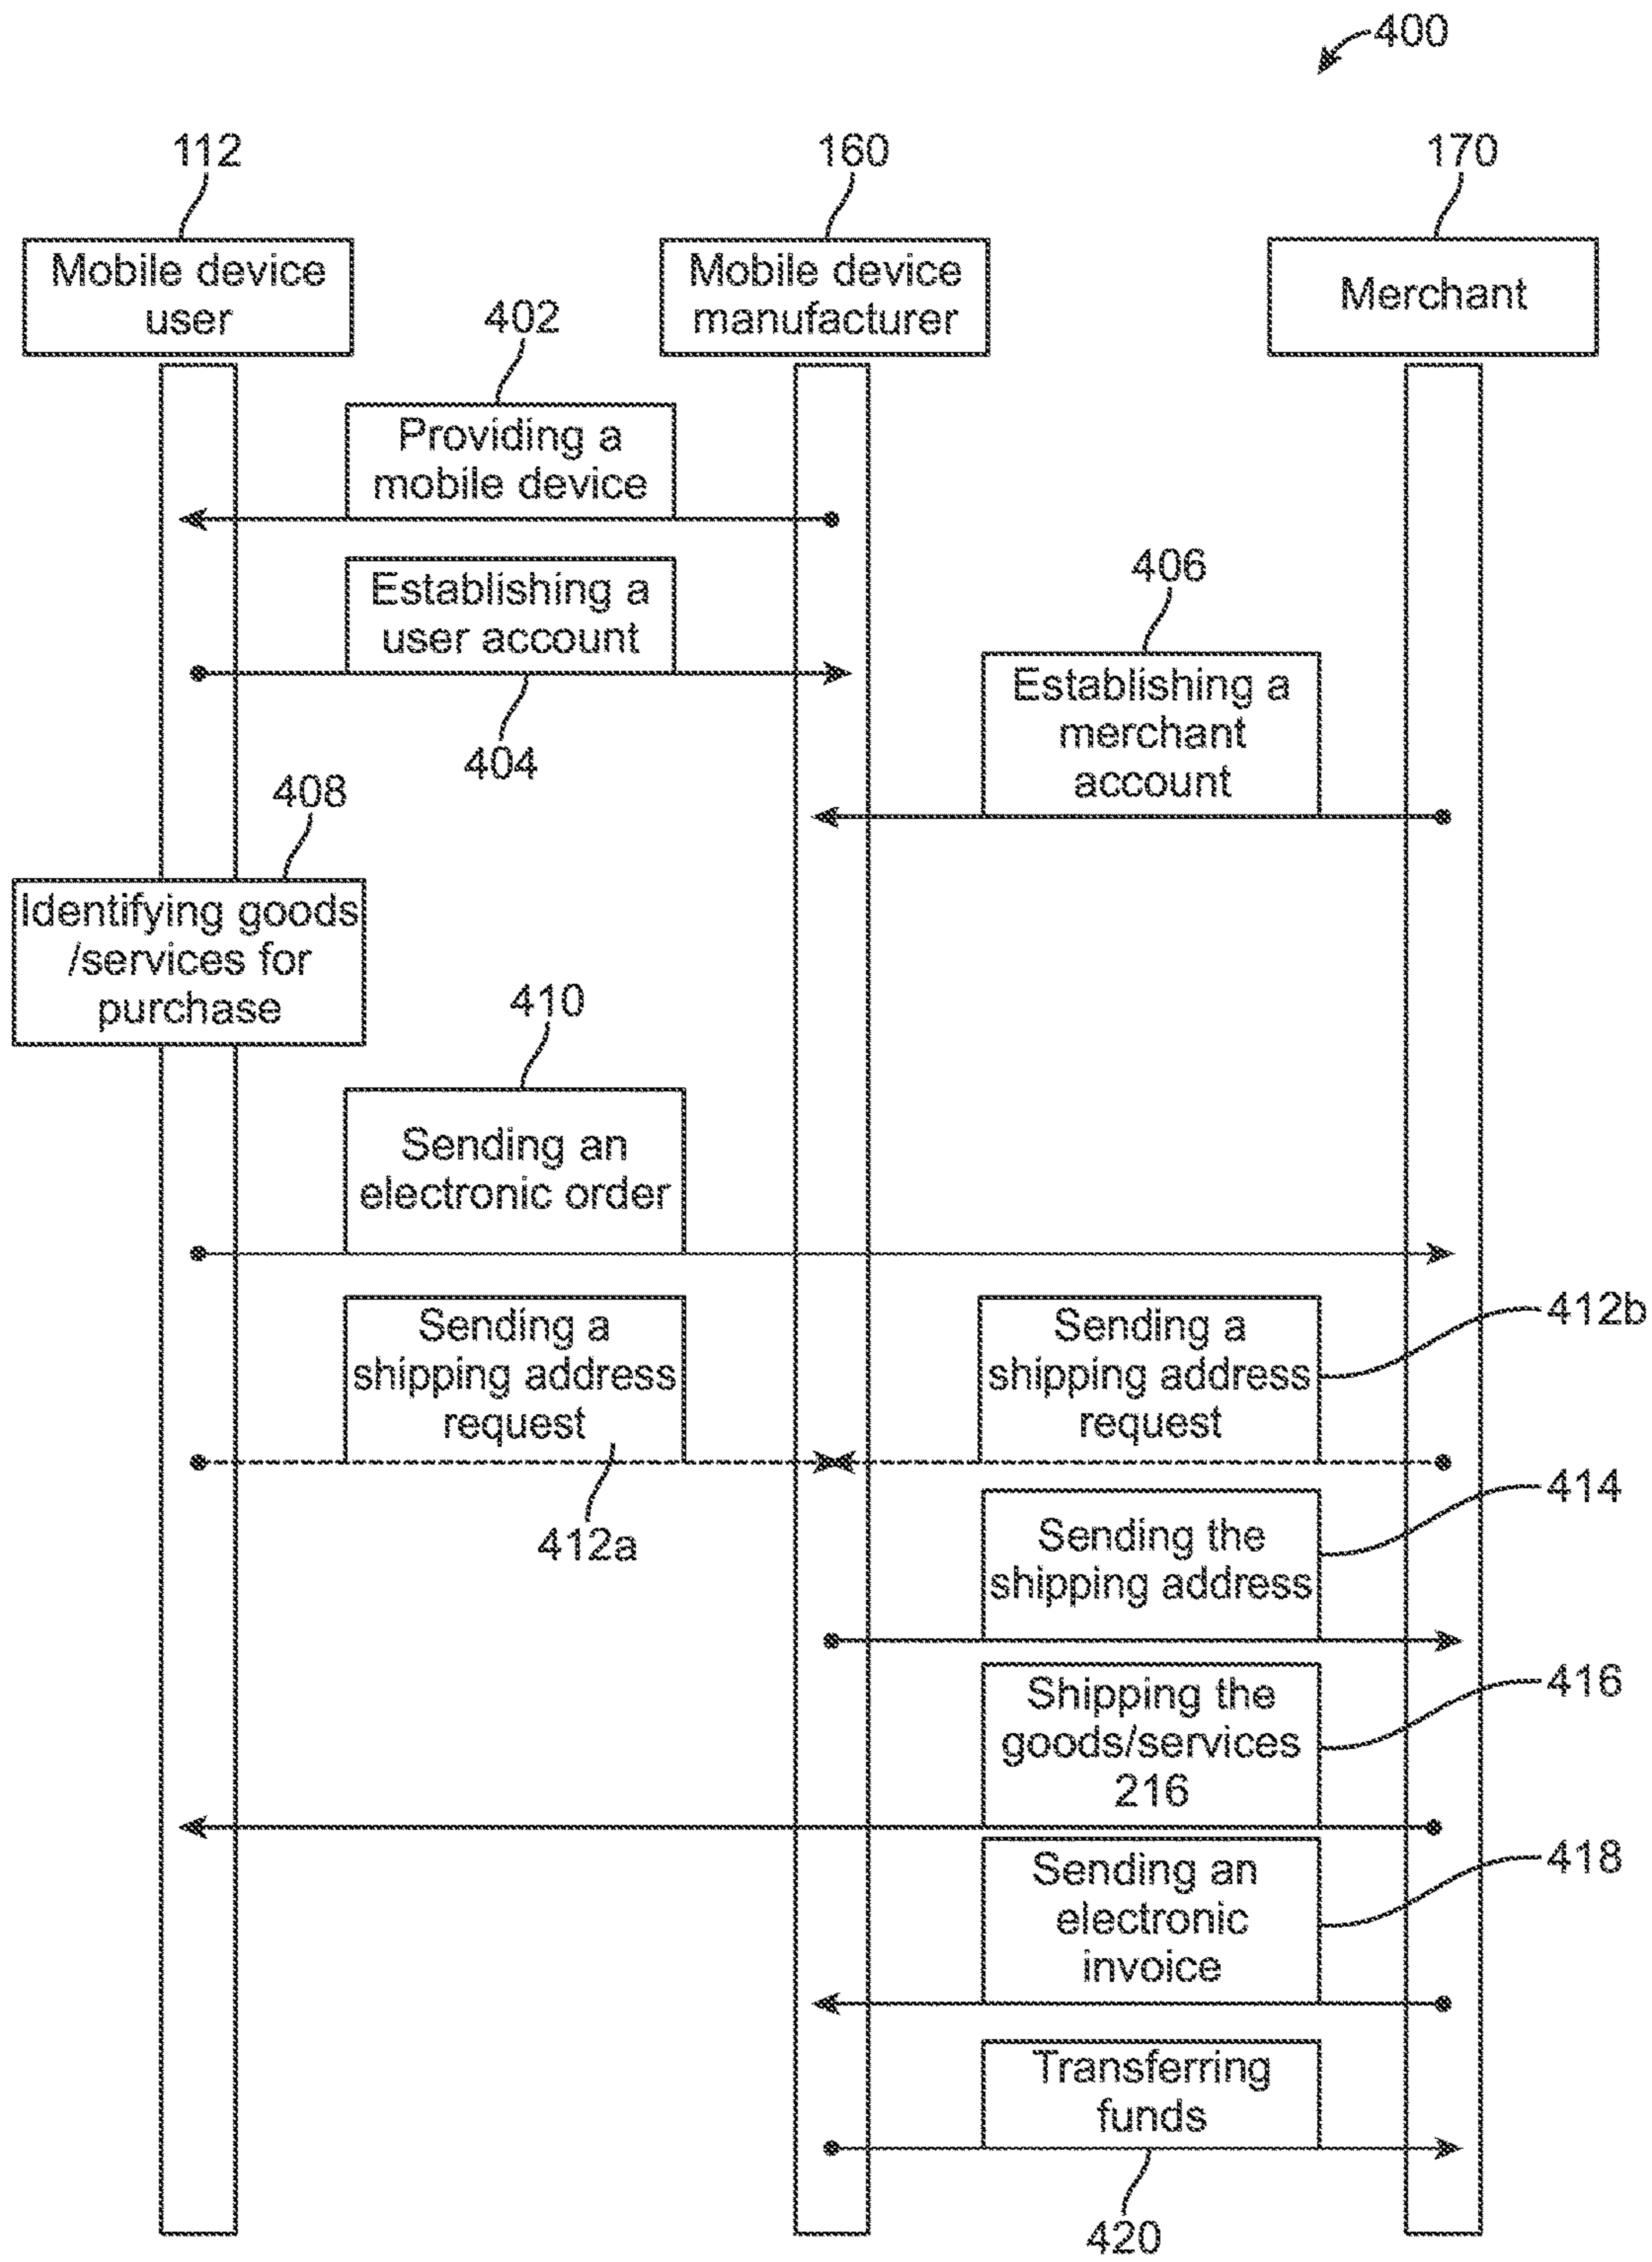 400
112
160
170
Mobile device
user
Mobile device
manufacturer
Merchant
402
Providing a
mobile device
Establishing a
user account
404
406
Establishing a
merchant
account
408
Identifying goods
/services for
purchase
410
Sending an
electronic order
Sending a
shipping address
request
412a
Sending a
shipping address
request
412b
Sending the
shipping address
414
Shipping the
goods/services
216
416
Sending an
electronic
invoice
418
Transferring
funds
420